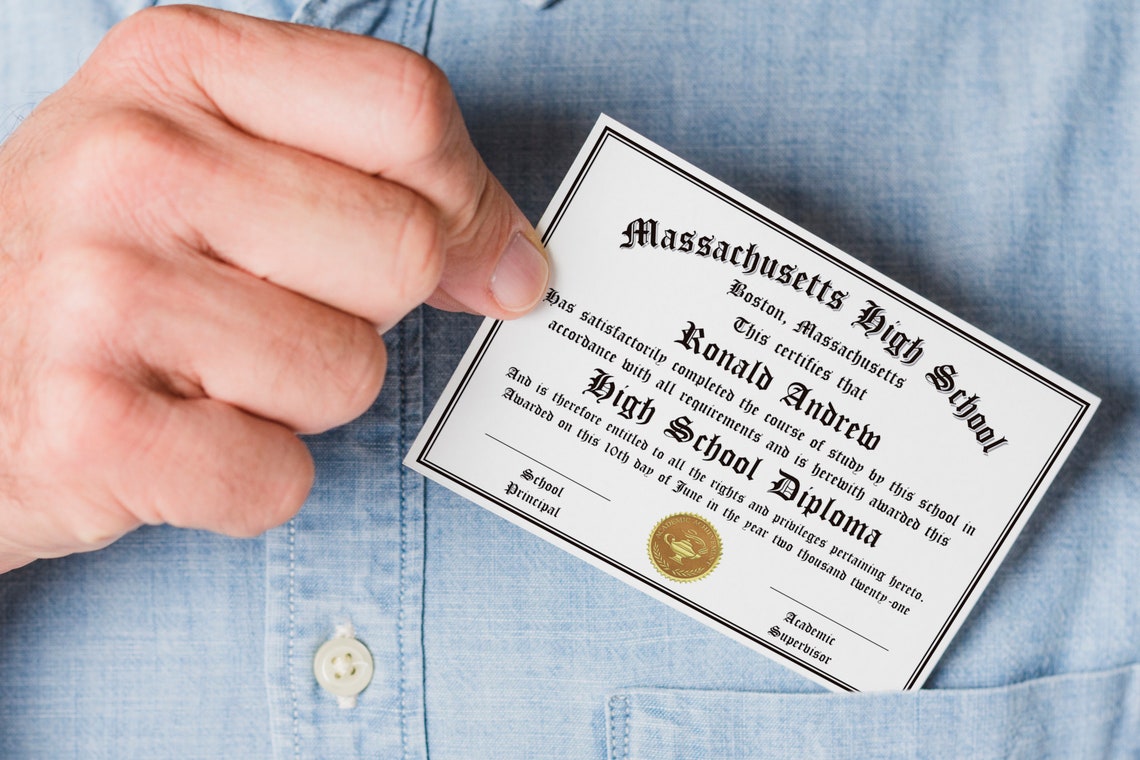 Massachusetts High School
Boston, Massachusetts
This certifies that
Ronald Andrew
Has satisfactorily completed the course of study by this school in
accordance with all requirements and is herewith awarded this
High School Diploma
And is therefore entitled to all the rights and privileges pertaining hereto.
Awarded on this 10th day of June in the year two thousand twenty-one
School
Principal
Academic
Supervisor